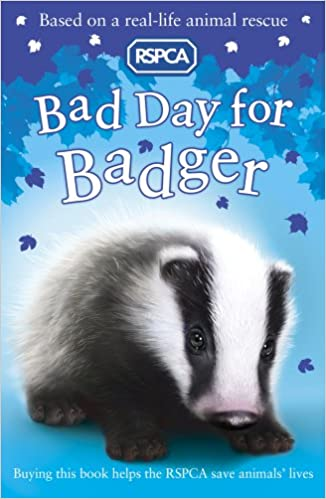 Based on a real-life animal rescue
RSPCA
Bad Day for
Badger
Buying this book helps the RSPCA save animals' lives